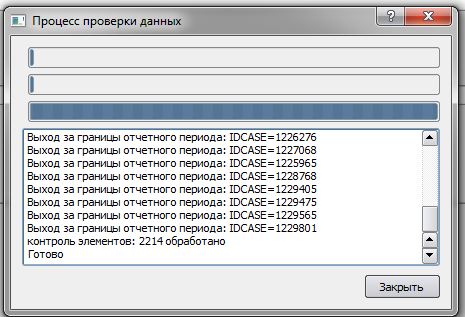 Процесс проверки данных
Выход за границы отчетного периода: IDCASE=1226276
Выход за границы отчетного периода: IDCASE=1227068
Выход за границы отчетного периода: IDCASE=1225965
Выход за границы отчетного периода: IDCASE=1228768
Выход за границы отчетного периода: IDCASE=1229405
Выход за границы отчетного периода: IDCASE=1229475
Выход за границы отчетного периода: IDCASE=1229565
Выход за границы отчетного периода: IDCASE=1229801
контроль элементов: 2214 обработано
Готово
Закрыть